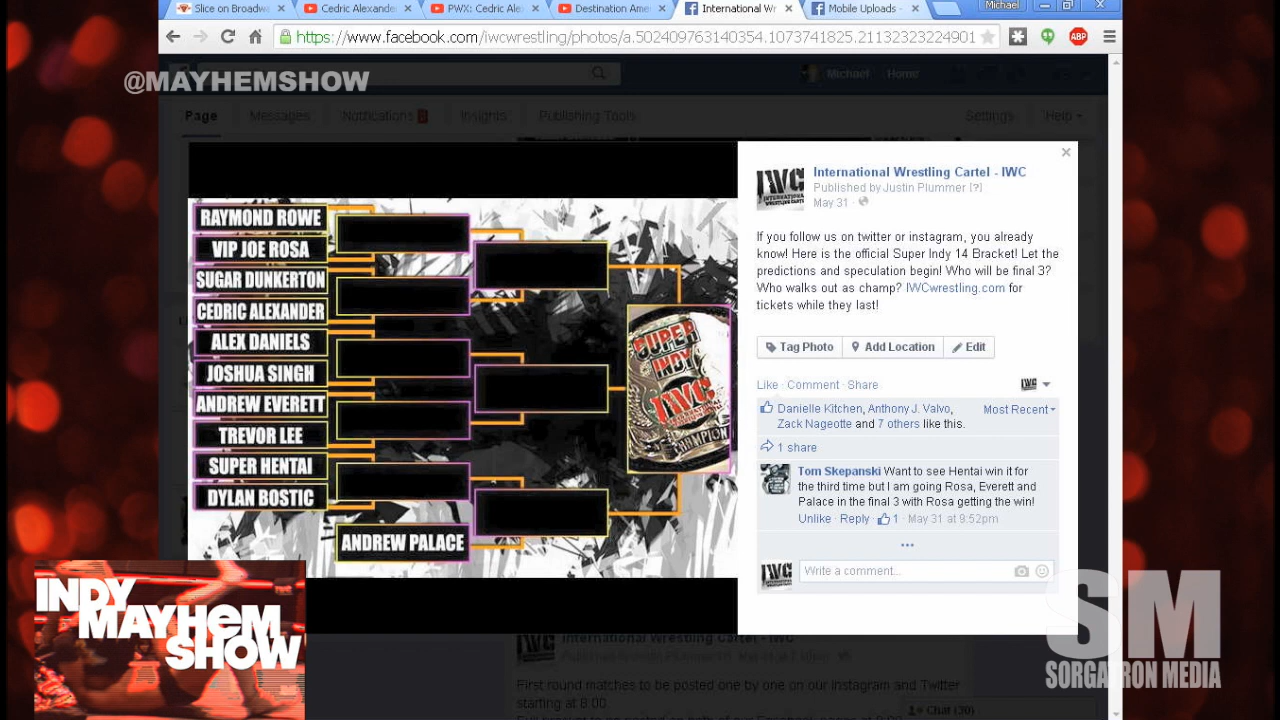 Slice on Broadw
Cedric Alexander
PWX: Cedric Ale
Destination Ame
International Wr
Mobile Uploads -
Michael
https://www.facebook.com/iwcwrestling/photos/a.502409763140354.1073741825.21132323224901
ABP
@MAYHEMSHOW
Michael
Home
Page
Messages
Notifications
Insights
Publishing Tools
Settings
Help
RAYMOND ROWE
VIP JOE ROSA
SUGAR DUNKERTON
CEDRIC ALEXANDER
ALEX DANIELS
JOSHUA SINGH
ANDREW EVERETT
TREVOR LEE
SUPER HENTAI
DYLAN BOSTIC
ANDREW PALACE
SUPER
INDY
IWC
CHAMPION
IWC
International Wrestling Cartel - IWC
Published by Justin Plummer [?]
May 31 ·
If you follow us on twitter or instagram, you already
know! Here is the official Super Indy 14 Bracket! Let the
predictions and speculation begin! Who will be final 3?
Who walks out as champ? IWCwrestling.com for
tickets while they last!
Tag Photo
Add Location
Edit
Like · Comment · Share
IWC
Danielle Kitchen, Anthony J. Valvo,
Zack Nageotte and 7 others like this.
Most Recent
1 share
Tom Skepanski Want to see Hentai win it for
the third time but I am going Rosa, Everett and
Palace in the final 3 with Rosa getting the win!
Unlike · Reply · 1 · May 31 at 9:52pm
IWC
Write a comment...
International Wrestling Cartel - IWC
First round matches to be posted one by one on our Instagram and Twitter
starting at 8:00.
Chat (30)
INDY
MAYHEM
SHOW
SM
SORGATRON MEDIA